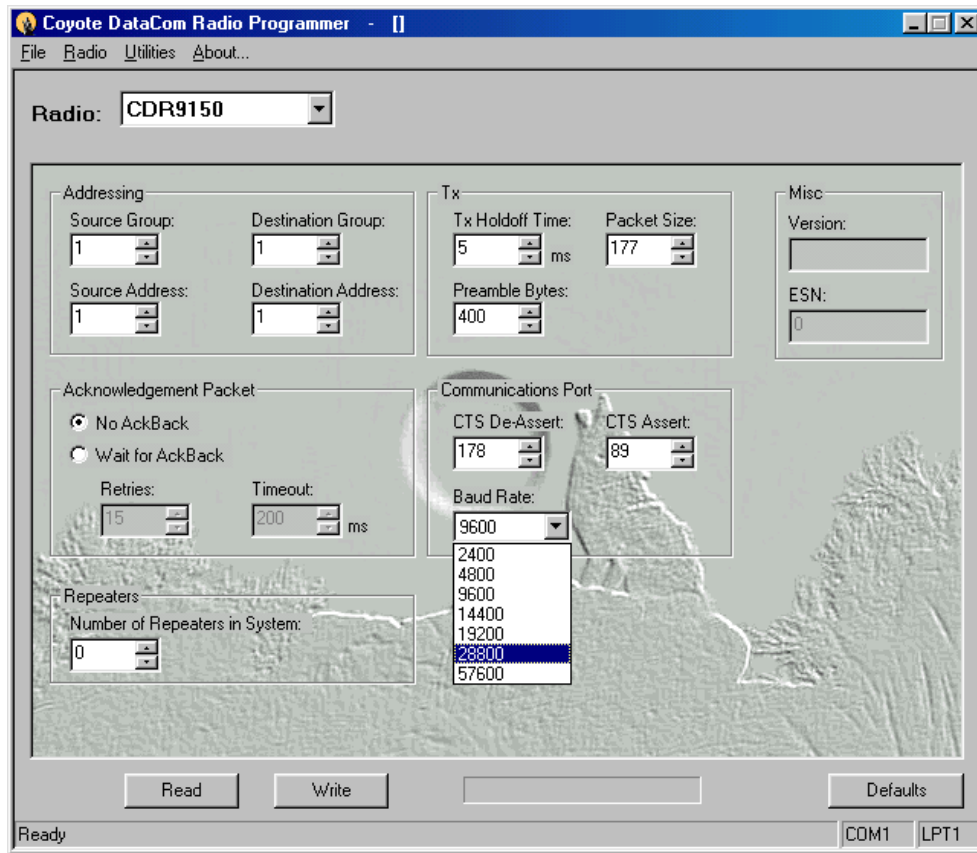 Coyote DataCom Radio Programmer - []
File Radio Utilities About...
Radio: CDR9150
Addressing
Source Group: Destination Group:
1 1
Source Address: Destination Address:
1 1
Tx
Tx Holdoff Time: Packet Size:
5 ms 177
Preamble Bytes:
400
Misc
Version:
ESN:
0
Acknowledgement Packet
No AckBack
Wait for AckBack
Retries: Timeout:
15 200 ms
Communications Port
CTS De-Assert: CTS Assert:
178 89
Baud Rate:
9600
2400
4800
9600
14400
19200
28800
57600
Repeaters
Number of Repeaters in System:
0
Read Write Defaults
Ready COM1 LPT1